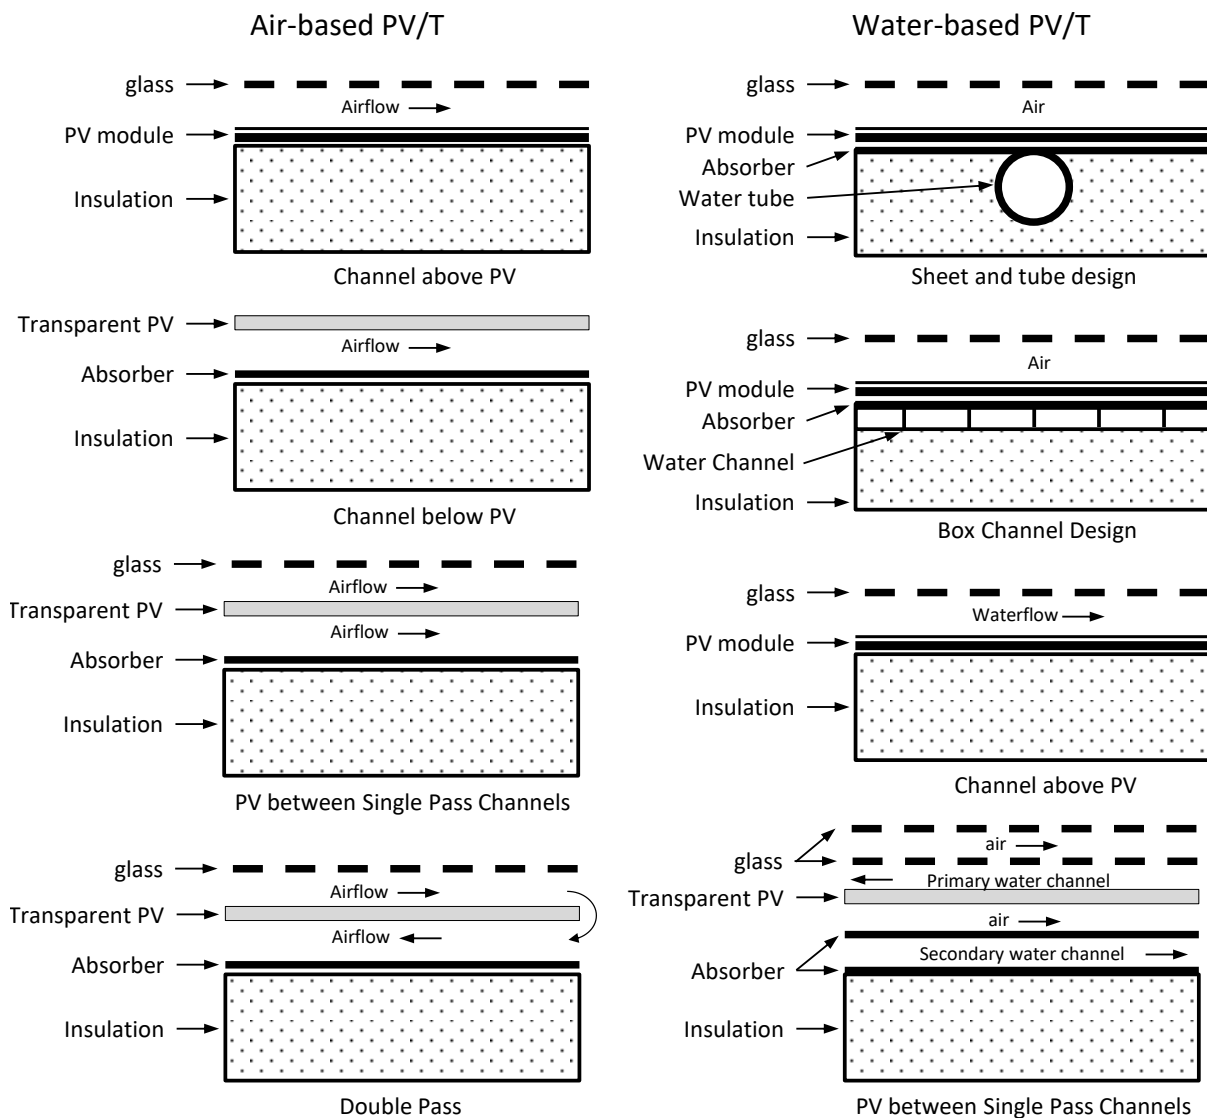 Air-based PV/T
glass
Airflow
PV module
Insulation
Channel above PV
Transparent PV
Airflow
Absorber
Insulation
Channel below PV
glass
Airflow
Transparent PV
Airflow
Absorber
Insulation
PV between Single Pass Channels
glass
Airflow
Transparent PV
Airflow
Absorber
Insulation
Double Pass
Water-based PV/T
glass
Air
PV module
Absorber
Water tube
Insulation
Sheet and tube design
glass
Air
PV module
Absorber
Water Channel
Insulation
Box Channel Design
glass
Waterflow
PV module
Insulation
Channel above PV
air
glass
Primary water channel
Transparent PV
air
Secondary water channel
Absorber
Insulation
PV between Single Pass Channels